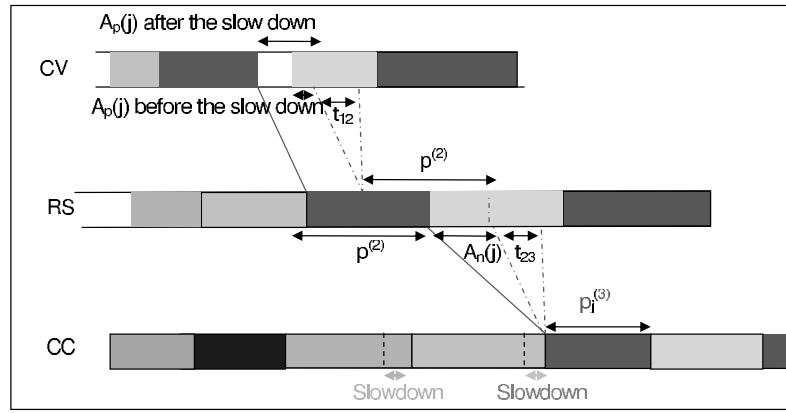 Aₚ(j) after the slow down
CV
Aₚ(j) before the slow down
t₁₂
p⁽²⁾
RS
p⁽²⁾
Aₙ(j)
t₂₃
pⱼ⁽³⁾
CC
Slowdown
Slowdown